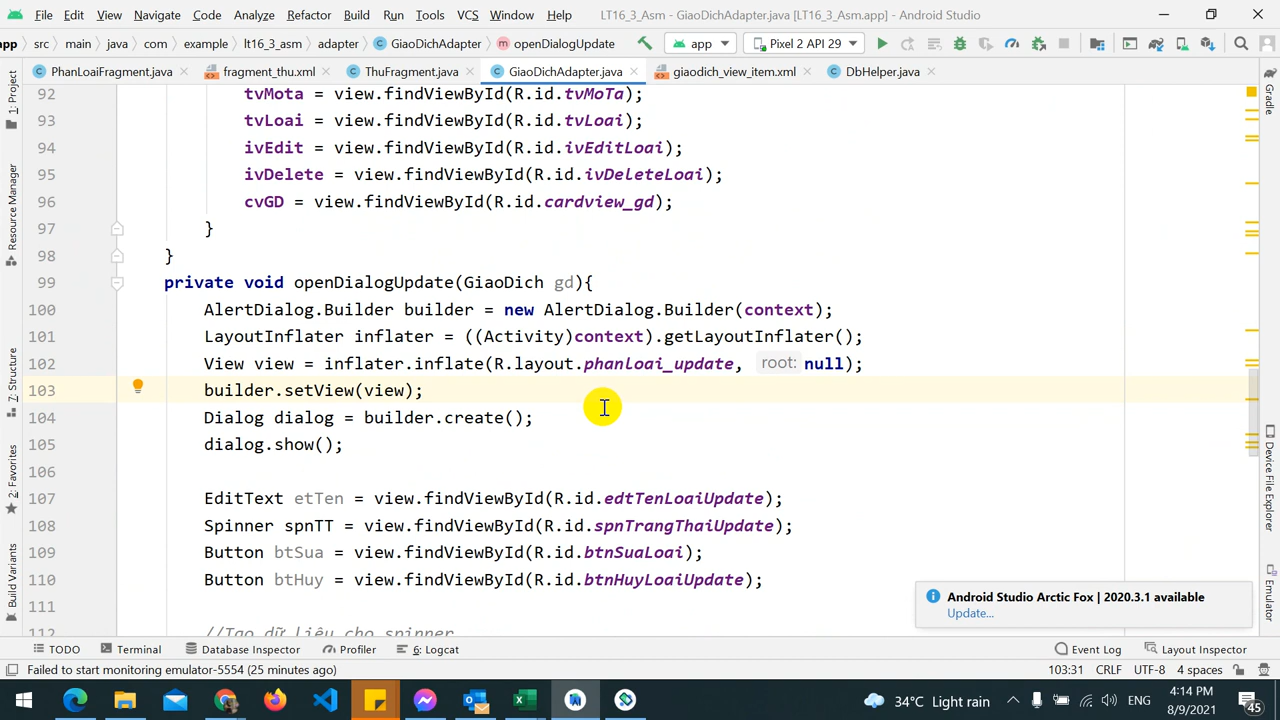 File Edit View Navigate Code Analyze Refactor Build Run Tools VCS Window Help LT16_3_Asm - GiaoDichAdapter.java [LT16_3_Asm.app] - Android Studio
app src main java com example lt16_3_asm adapter GiaoDichAdapter openDialogUpdate app Pixel 2 API 29
PhanLoaiFragment.java fragment_thu.xml ThuFragment.java GiaoDichAdapter.java giaodich_view_item.xml DbHelper.java
92 tvMota = view.findViewById(R.id.tvMoTa);
93 tvLoai = view.findViewById(R.id.tvLoai);
94 ivEdit = view.findViewById(R.id.ivEditLoai);
95 ivDelete = view.findViewById(R.id.ivDeleteLoai);
96 cvGD = view.findViewById(R.id.cardview_gd);
97 }
98 }
99 private void openDialogUpdate(GiaoDich gd){
100 AlertDialog.Builder builder = new AlertDialog.Builder(context);
101 LayoutInflater inflater = ((Activity)context).getLayoutInflater();
102 View view = inflater.inflate(R.layout.phanloai_update, root: null);
103 builder.setView(view);
104 Dialog dialog = builder.create();
105 dialog.show();
106
107 EditText etTen = view.findViewById(R.id.edtTenLoaiUpdate);
108 Spinner spnTT = view.findViewById(R.id.spnTrangThaiUpdate);
109 Button btSua = view.findViewById(R.id.btnSuaLoai);
110 Button btHuy = view.findViewById(R.id.btnHuyLoaiUpdate);
111
112 //Tạo dữ liệu cho spinner
1: Project
Resource Manager
7: Structure
2: Favorites
Build Variants
Gradle
Device File Explorer
Emulator
Android Studio Arctic Fox | 2020.3.1 available
Update...
TODO Terminal Database Inspector Profiler 6: Logcat Event Log Layout Inspector
Failed to start monitoring emulator-5554 (25 minutes ago) 103:31 CRLF UTF-8 4 spaces
34°C Light rain ENG 4:14 PM
8/9/2021 45